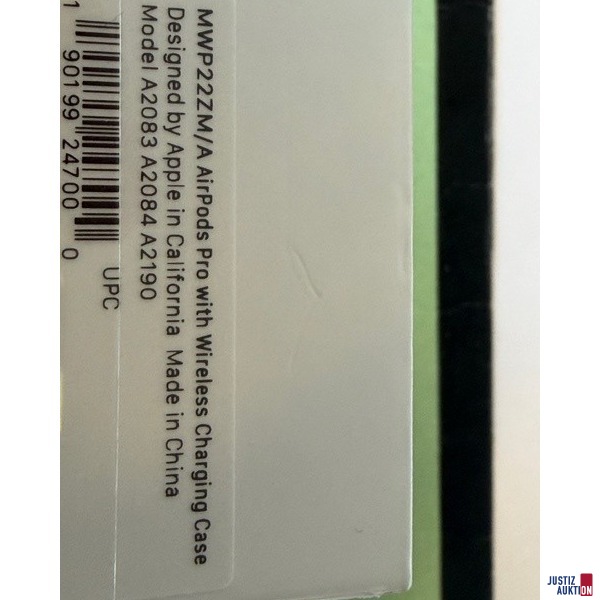 MWP22ZM/A AirPods Pro with Wireless Charging Case
Designed by Apple in California Made in China
Model A2083 A2084 A2190
UPC
1 90199 24700 0
JUSTIZ
AUKTION